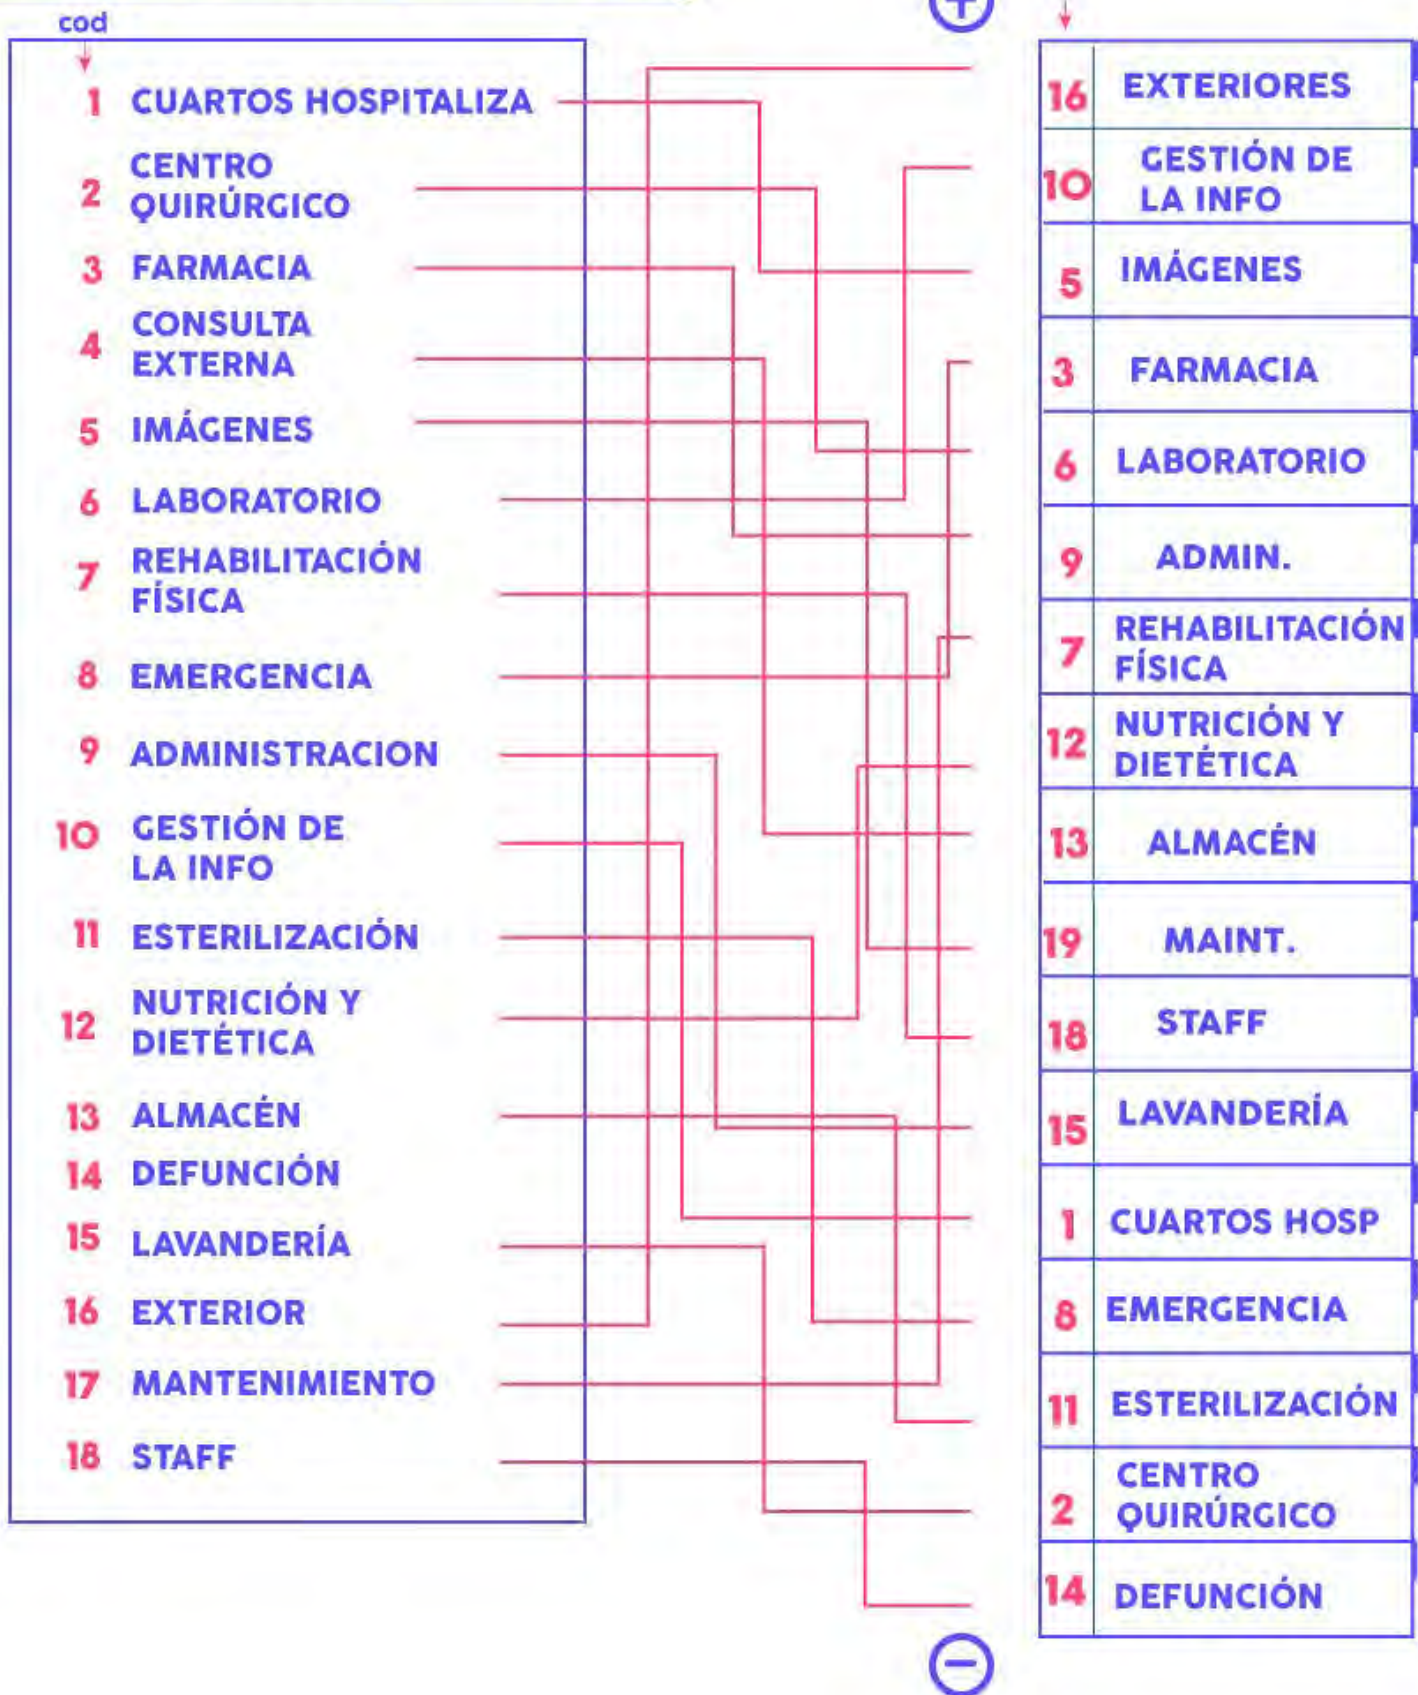 cod
1 CUARTOS HOSPITALIZA
2 CENTRO
QUIRÚRGICO
3 FARMACIA
4 CONSULTA
EXTERNA
5 IMÁGENES
6 LABORATORIO
7 REHABILITACIÓN
FÍSICA
8 EMERGENCIA
9 ADMINISTRACION
10 GESTIÓN DE
LA INFO
11 ESTERILIZACIÓN
12 NUTRICIÓN Y
DIETÉTICA
13 ALMACÉN
14 DEFUNCIÓN
15 LAVANDERÍA
16 EXTERIOR
17 MANTENIMIENTO
18 STAFF
+
16 EXTERIORES
10 GESTIÓN DE
LA INFO
5 IMÁGENES
3 FARMACIA
6 LABORATORIO
9 ADMIN.
7 REHABILITACIÓN
FÍSICA
12 NUTRICIÓN Y
DIETÉTICA
13 ALMACÉN
19 MAINT.
18 STAFF
15 LAVANDERÍA
1 CUARTOS HOSP
8 EMERGENCIA
11 ESTERILIZACIÓN
2 CENTRO
QUIRÚRGICO
14 DEFUNCIÓN
−